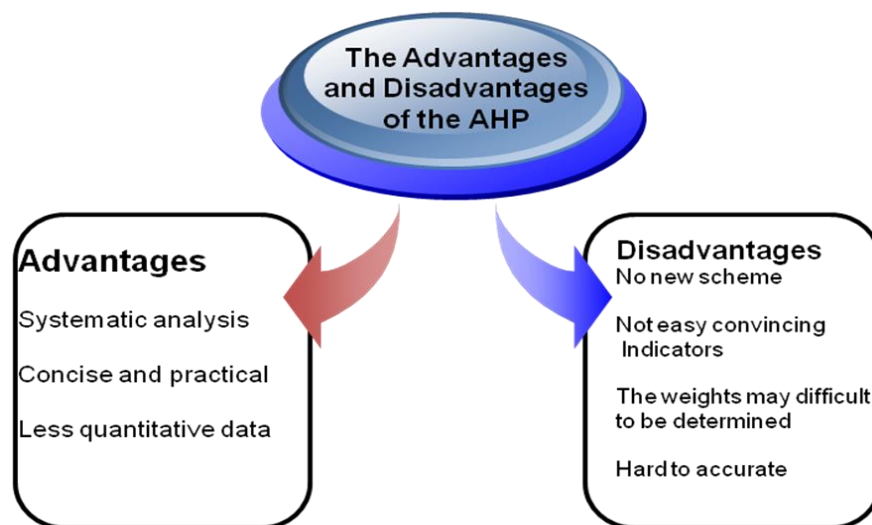 The Advantages
and Disadvantages
of the AHP
Advantages
Systematic analysis
Concise and practical
Less quantitative data
Disadvantages
No new scheme
Not easy convincing
Indicators
The weights may difficult
to be determined
Hard to accurate